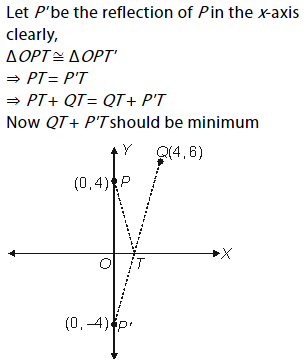 Let P' be the reflection of P in the x-axis
clearly,
ΔOPT ≅ ΔOPT'
⇒ PT = P'T
⇒ PT + QT = QT + P'T
Now QT + P'T should be minimum
Y
Q(4, 6)
(0, 4) P
X
O T
(0, –4) P'